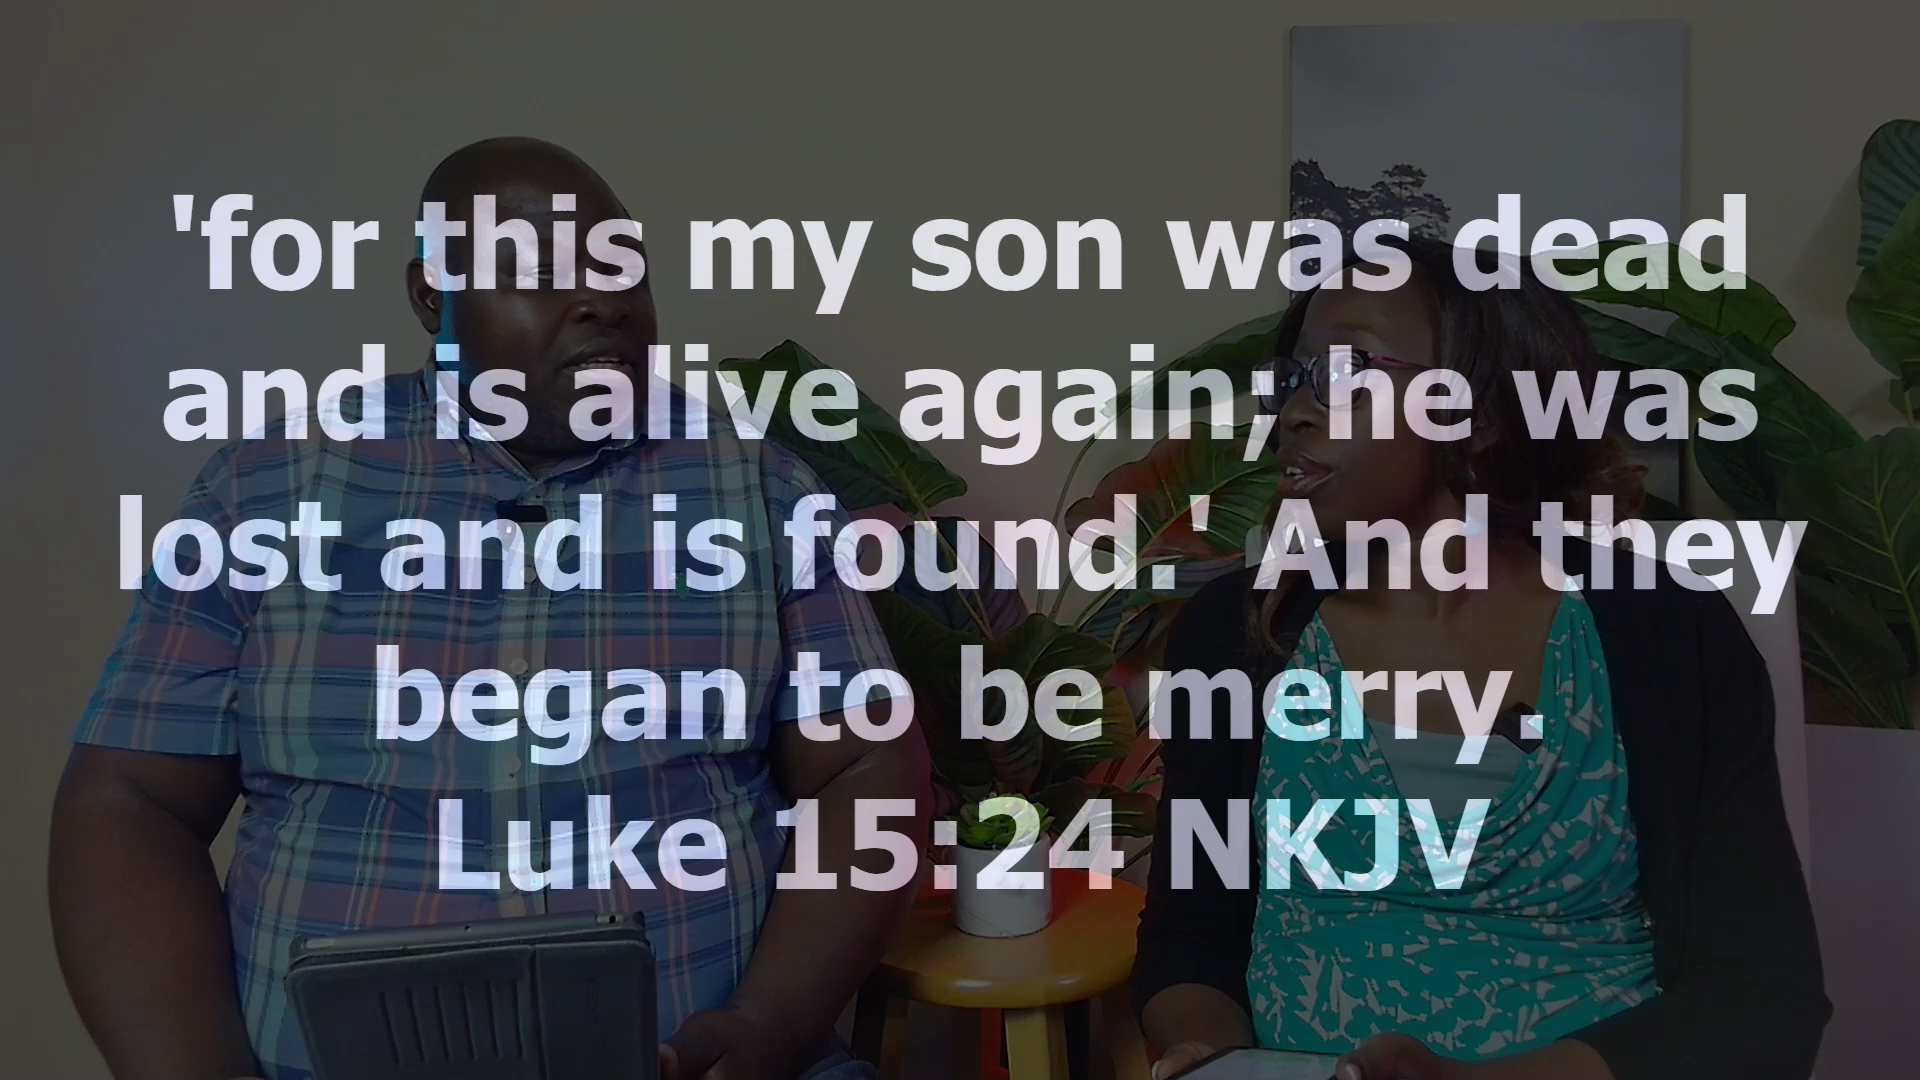 'for this my son was dead
and is alive again; he was
lost and is found.' And they
began to be merry.
Luke 15:24 NKJV